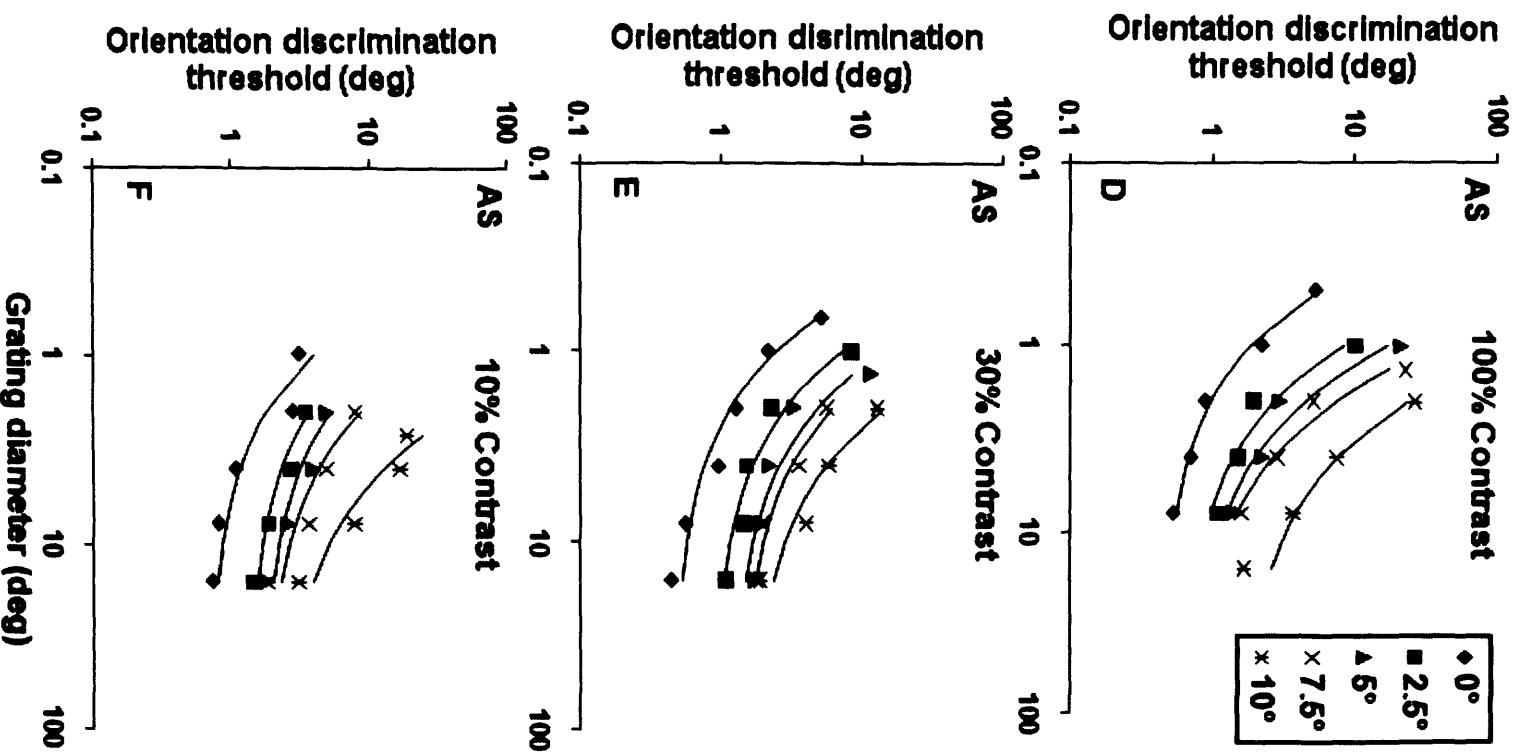 Orientation discrimination
threshold (deg)
100
10
1
0.1
AS
100% Contrast
D
0.1 1 10 100
0°
2.5°
5°
7.5°
10°
Orientation disrimination
threshold (deg)
100
10
1
0.1
AS
30% Contrast
E
0.1 1 10 100
Orientation discrimination
threshold (deg)
100
10
1
0.1
AS
10% Contrast
F
0.1 1 10 100
Grating diameter (deg)